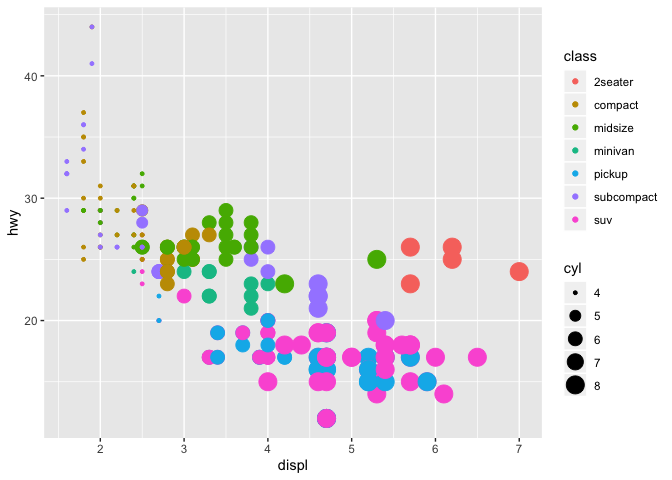 class
2seater
compact
midsize
minivan
pickup
subcompact
suv
cyl
4
5
6
7
8
hwy
40
30
20
2 3 4 5 6 7
displ